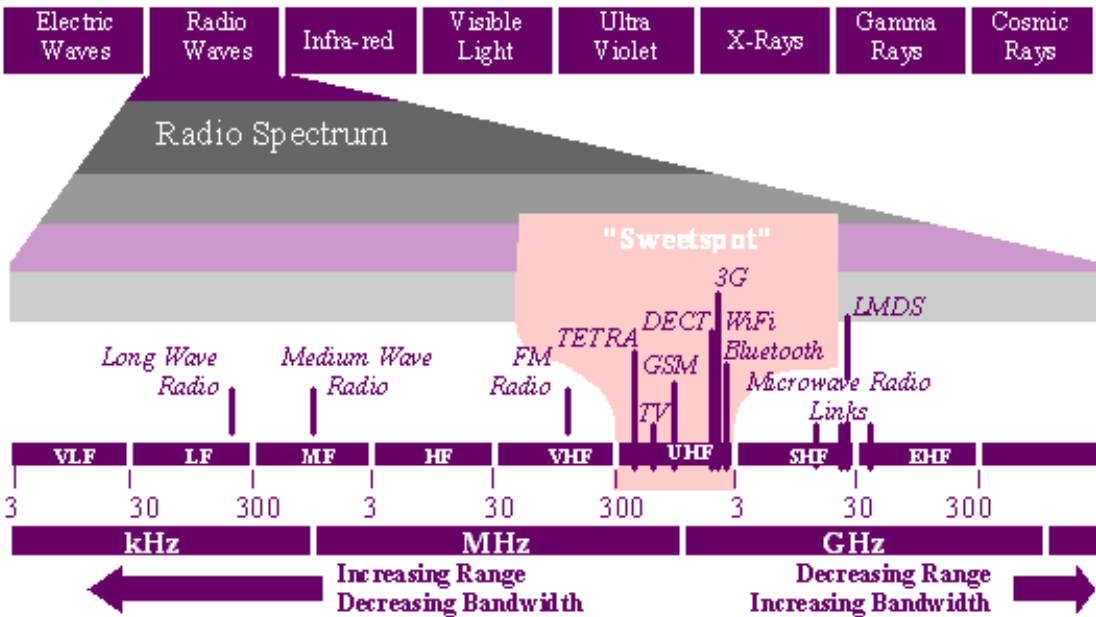 Electric Waves
Radio Waves
Infra-red
Visible Light
Ultra Violet
X-Rays
Gamma Rays
Cosmic Rays
Radio Spectrum
"Sweetspot"
3G
LMDS
TETRA
DECT
WiFi
Bluetooth
Long Wave
Radio
Medium Wave
Radio
FM
Radio
GSM
TV
Microwave Radio
Links
VLF
LF
MF
HF
VHF
UHF
SHF
EHF
3 30 300 3 30 300 3 30 300
kHz
MHz
GHz
Increasing Range
Decreasing Bandwidth
Decreasing Range
Increasing Bandwidth